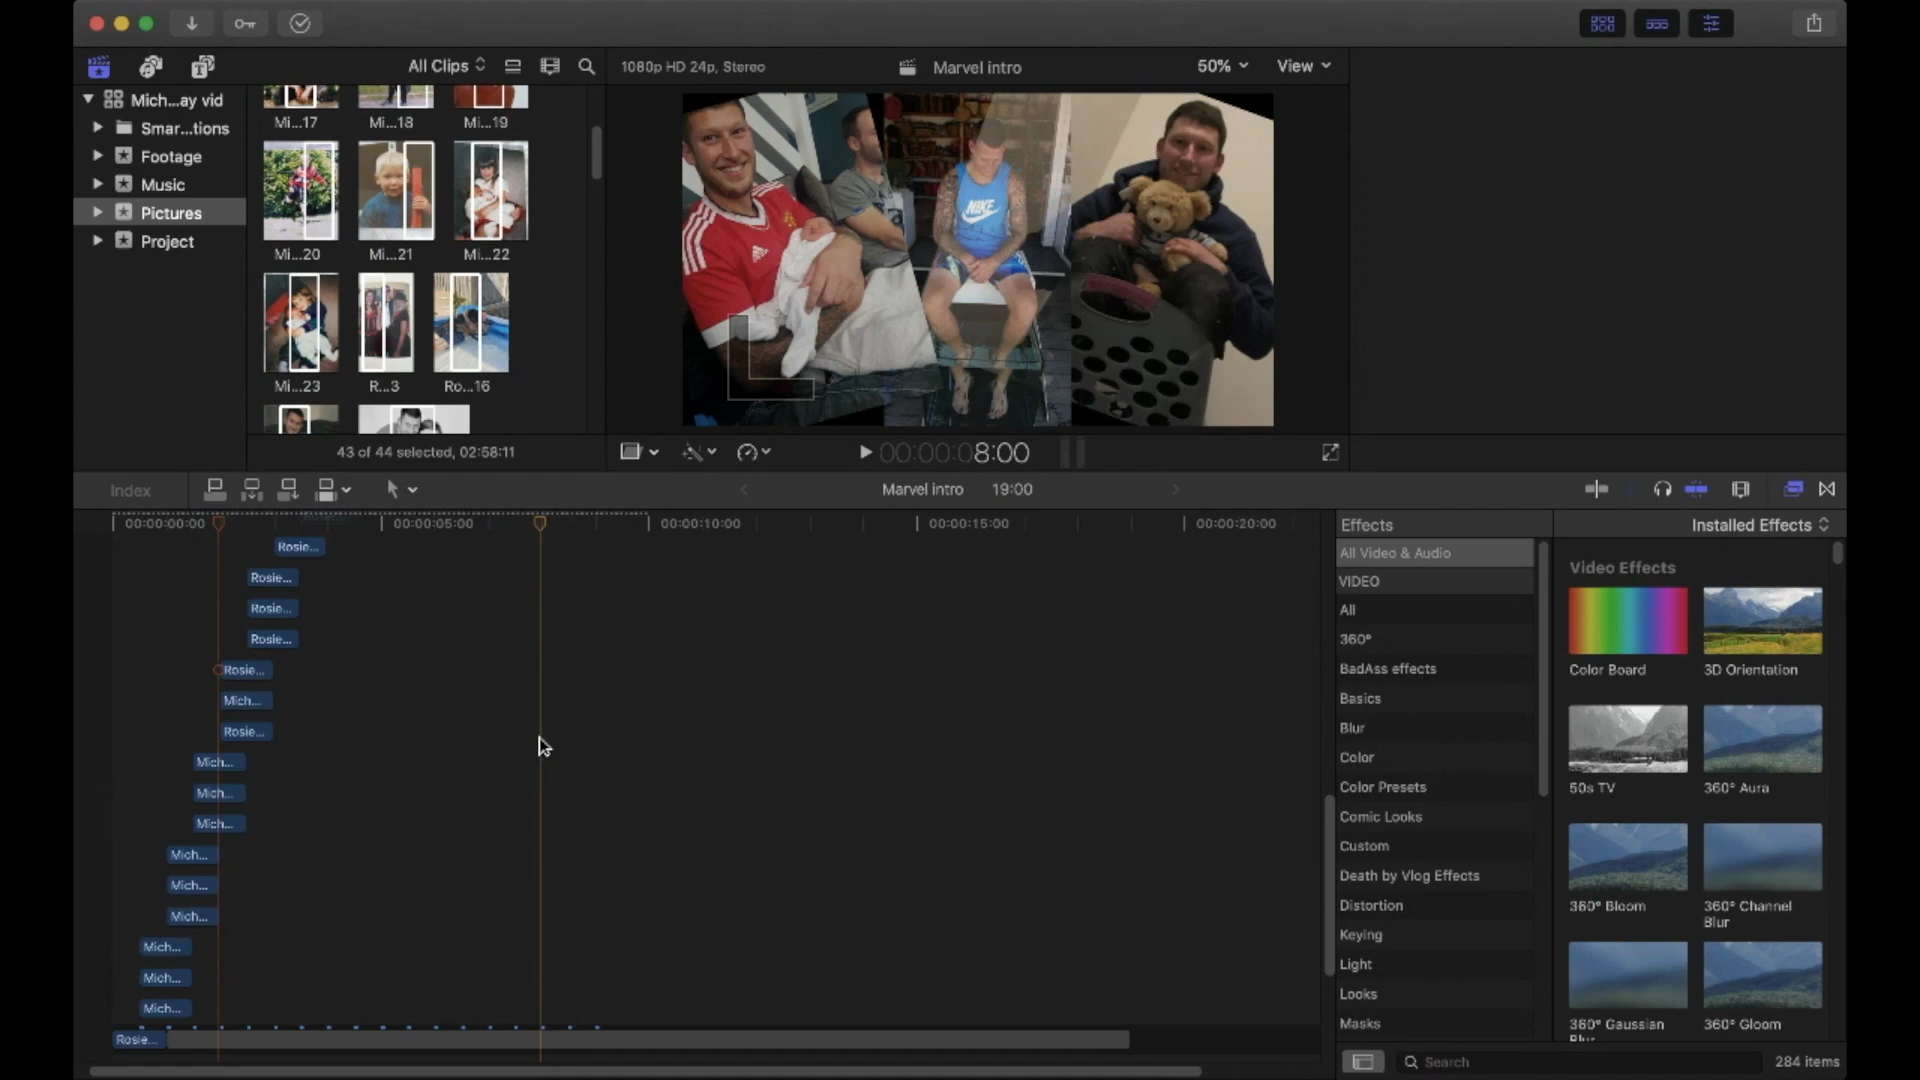 All Clips
1080p HD 24p, Stereo
Marvel intro
50%
View
Mich...ay vid
Smar...tions
Footage
Music
Pictures
Project
Mi...17
Mi...18
Mi...19
Mi...20
Mi...21
Mi...22
Mi...23
R...3
Ro...16
43 of 44 selected, 02:58:11
NIKE
00:00:08:00
Index
Marvel intro
19:00
00:00:00:00
00:00:05:00
00:00:10:00
00:00:15:00
00:00:20:00
Rosie...
Rosie...
Rosie...
Rosie...
Rosie...
Mich...
Rosie...
Mich...
Mich...
Mich...
Mich...
Mich...
Mich...
Mich...
Mich...
Mich...
Rosie...
Effects
All Video & Audio
VIDEO
All
360°
BadAss effects
Basics
Blur
Color
Color Presets
Comic Looks
Custom
Death by Vlog Effects
Distortion
Keying
Light
Looks
Masks
Installed Effects
Video Effects
Color Board
3D Orientation
50s TV
360° Aura
360° Bloom
360° Channel
Blur
360° Gaussian
Blur
360° Gloom
Search
284 items